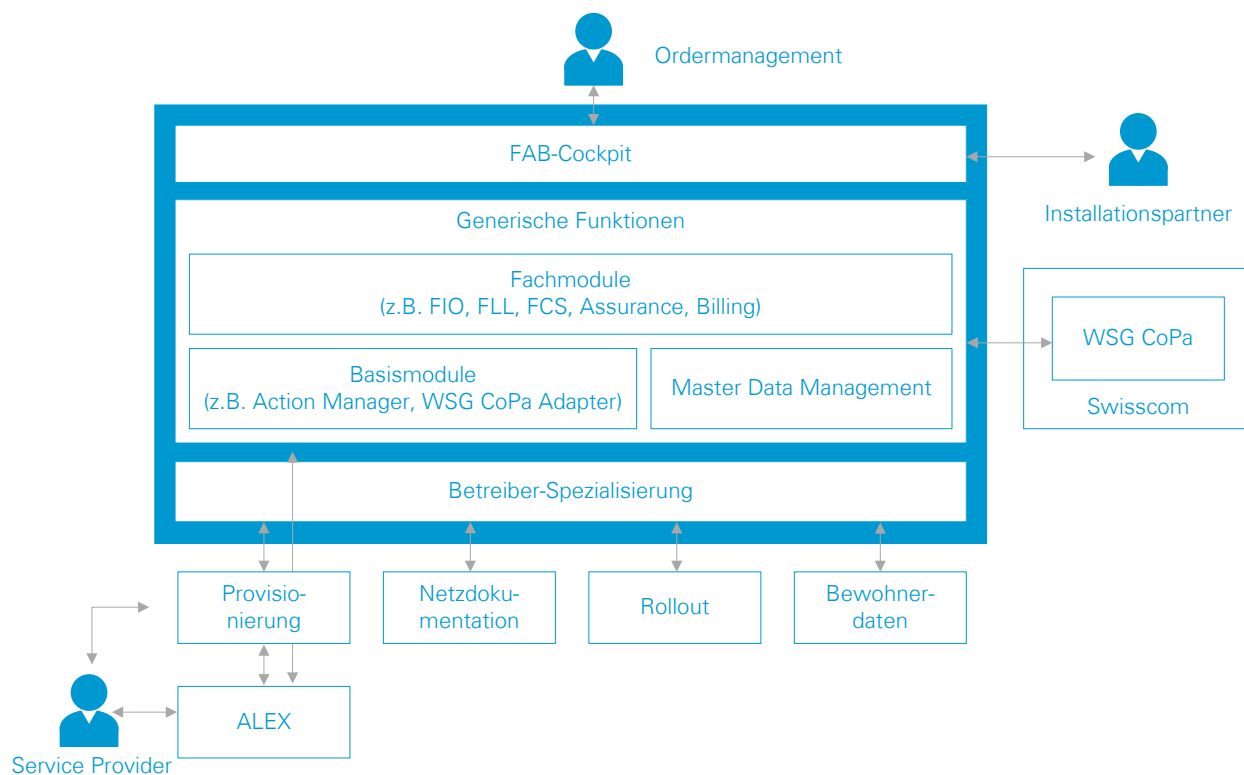 Ordermanagement
FAB-Cockpit
Installationspartner
Generische Funktionen
Fachmodule
(z.B. FIO, FLL, FCS, Assurance, Billing)
WSG CoPa
Swisscom
Basismodule
(z.B. Action Manager, WSG CoPa Adapter)
Master Data Management
Betreiber-Spezialisierung
Provisio-
nierung
Netzdoku-
mentation
Rollout
Bewohner-
daten
ALEX
Service Provider